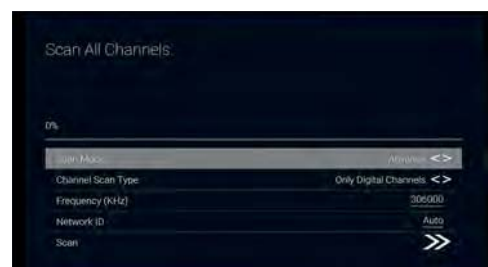 Scan All Channels:
0%
Scan Mode Advance <>
Channel Scan Type Only Digital Channels <>
Frequency (KHz) 306000
Network ID Auto
Scan >>